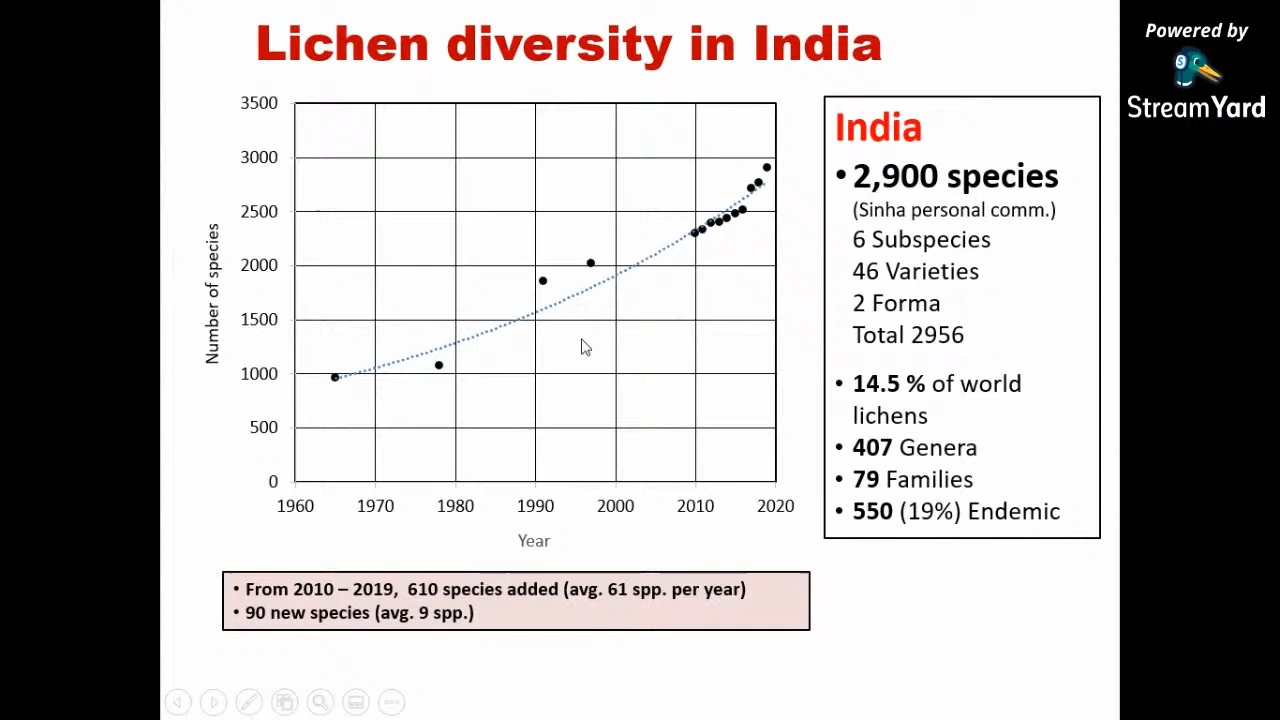 Lichen diversity in India
Powered by
StreamYard
3500
3000
2500
2000
1500
1000
500
0
Number of species
1960 1970 1980 1990 2000 2010 2020
Year
India
• 2,900 species
(Sinha personal comm.)
6 Subspecies
46 Varieties
2 Forma
Total 2956
• 14.5 % of world
lichens
• 407 Genera
• 79 Families
• 550 (19%) Endemic
• From 2010 – 2019, 610 species added (avg. 61 spp. per year)
• 90 new species (avg. 9 spp.)